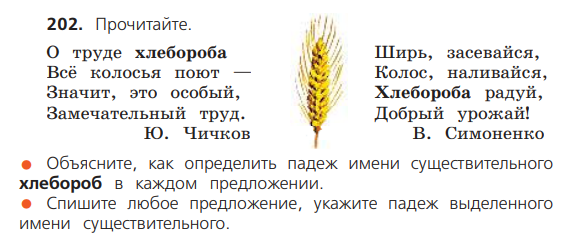 202. Прочитайте.
О труде хлебороба
Всё колосья поют —
Значит, это особый,
Замечательный труд.
Ю. Чичков
Ширь, засевайся,
Колос, наливайся,
Хлебороба радуй,
Добрый урожай!
В. Симоненко
● Объясните, как определить падеж имени существительного
хлебороб в каждом предложении.
● Спишите любое предложение, укажите падеж выделенного
имени существительного.